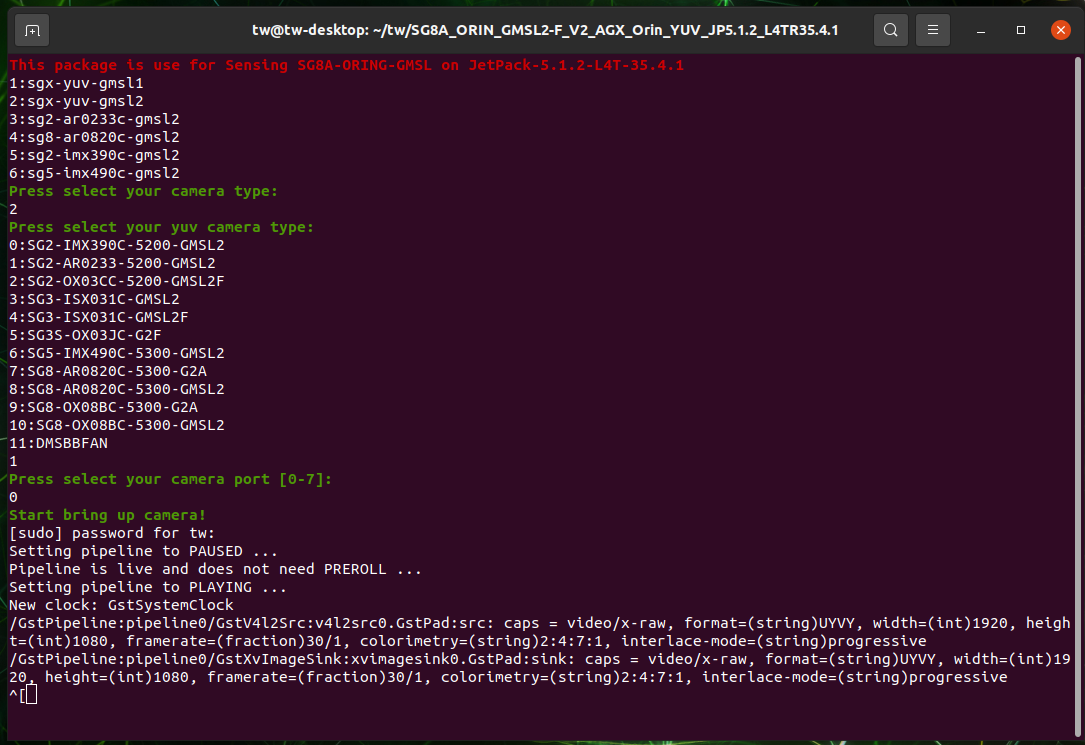 tw@tw-desktop: ~/tw/SG8A_ORIN_GMSL2-F_V2_AGX_Orin_YUV_JP5.1.2_L4TR35.4.1
This package is use for Sensing SG8A-ORING-GMSL on JetPack-5.1.2-L4T-35.4.1
1:sgx-yuv-gmsl1
2:sgx-yuv-gmsl2
3:sg2-ar0233c-gmsl2
4:sg8-ar0820c-gmsl2
5:sg2-imx390c-gmsl2
6:sg5-imx490c-gmsl2
Press select your camera type:
2
Press select your yuv camera type:
0:SG2-IMX390C-5200-GMSL2
1:SG2-AR0233-5200-GMSL2
2:SG2-OX03CC-5200-GMSL2F
3:SG3-ISX031C-GMSL2
4:SG3-ISX031C-GMSL2F
5:SG3S-OX03JC-G2F
6:SG5-IMX490C-5300-GMSL2
7:SG8-AR0820C-5300-G2A
8:SG8-AR0820C-5300-GMSL2
9:SG8-OX08BC-5300-G2A
10:SG8-OX08BC-5300-GMSL2
11:DMSBBFAN
1
Press select your camera port [0-7]:
0
Start bring up camera!
[sudo] password for tw:
Setting pipeline to PAUSED ...
Pipeline is live and does not need PREROLL ...
Setting pipeline to PLAYING ...
New clock: GstSystemClock
/GstPipeline:pipeline0/GstV4l2Src:v4l2src0.GstPad:src: caps = video/x-raw, format=(string)UYVY, width=(int)1920, heigh
t=(int)1080, framerate=(fraction)30/1, colorimetry=(string)2:4:7:1, interlace-mode=(string)progressive
/GstPipeline:pipeline0/GstXvImageSink:xvimagesink0.GstPad:sink: caps = video/x-raw, format=(string)UYVY, width=(int)19
20, height=(int)1080, framerate=(fraction)30/1, colorimetry=(string)2:4:7:1, interlace-mode=(string)progressive
^[